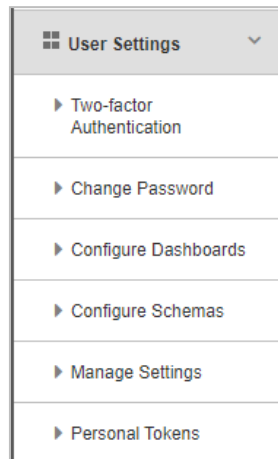 User Settings
Two-factor
Authentication
Change Password
Configure Dashboards
Configure Schemas
Manage Settings
Personal Tokens